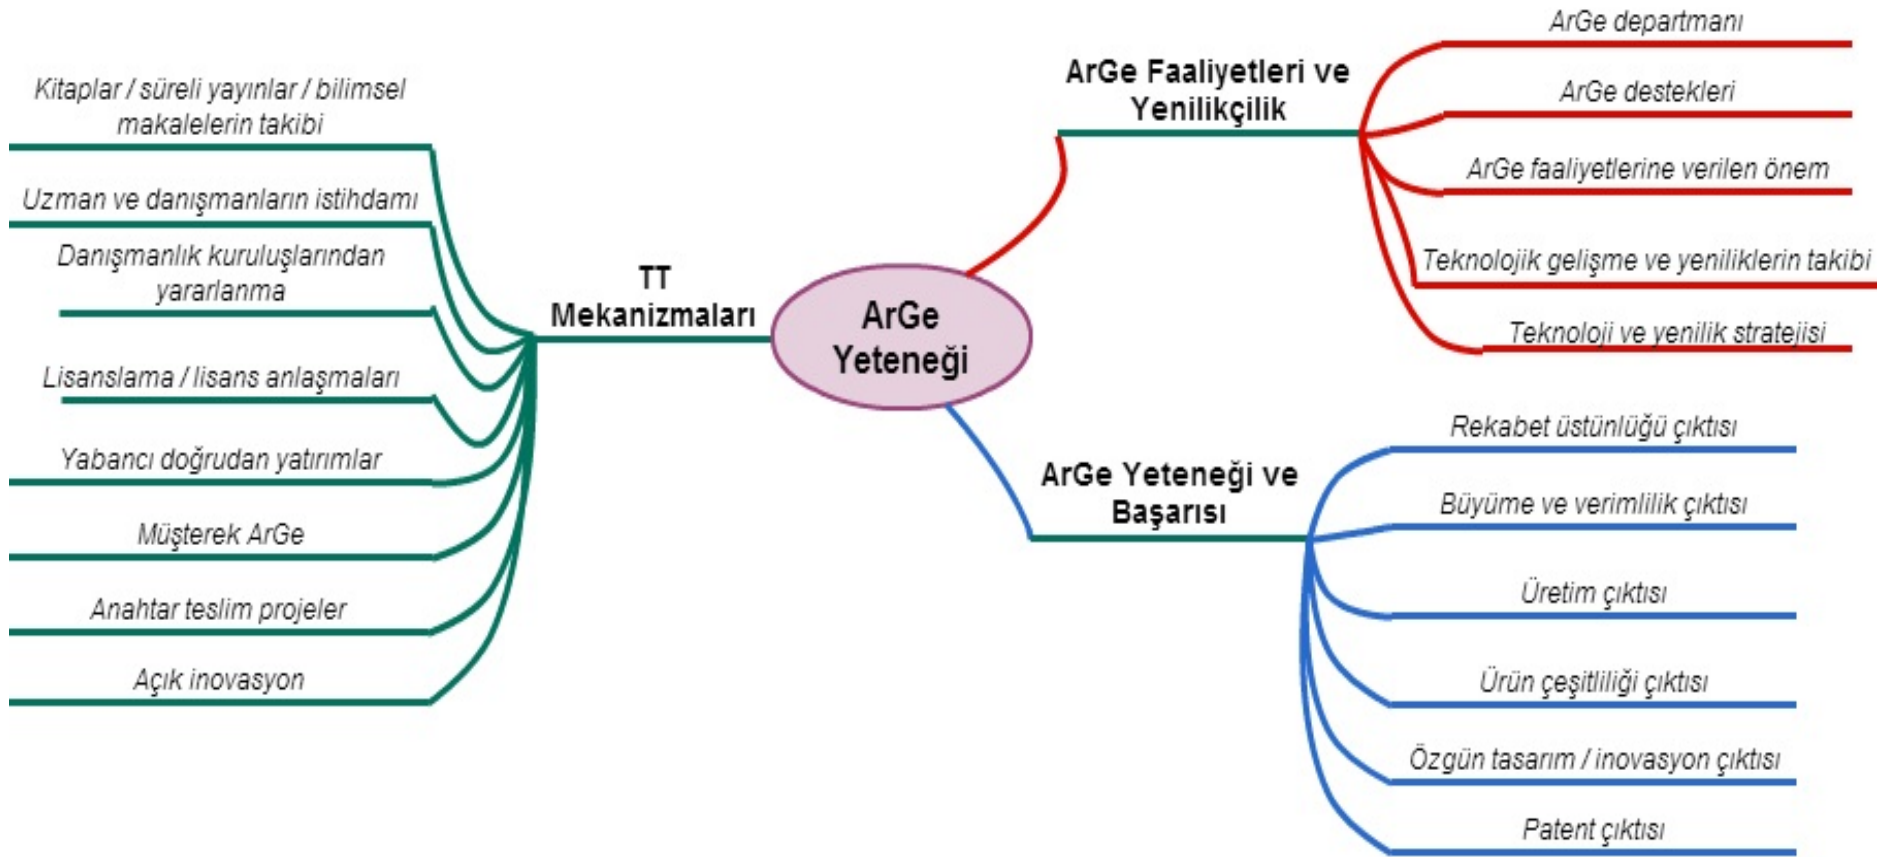 Kitaplar / süreli yayınlar / bilimsel
makalelerin takibi
Uzman ve danışmanların istihdamı
Danışmanlık kuruluşlarından
yararlanma
Lisanslama / lisans anlaşmaları
Yabancı doğrudan yatırımlar
Müşterek ArGe
Anahtar teslim projeler
Açık inovasyon
TT
Mekanizmaları
ArGe
Yeteneği
ArGe Faaliyetleri ve
Yenilikçilik
ArGe departmanı
ArGe destekleri
ArGe faaliyetlerine verilen önem
Teknolojik gelişme ve yeniliklerin takibi
Teknoloji ve yenilik stratejisi
ArGe Yeteneği ve
Başarısı
Rekabet üstünlüğü çıktısı
Büyüme ve verimlilik çıktısı
Üretim çıktısı
Ürün çeşitliliği çıktısı
Özgün tasarım / inovasyon çıktısı
Patent çıktısı